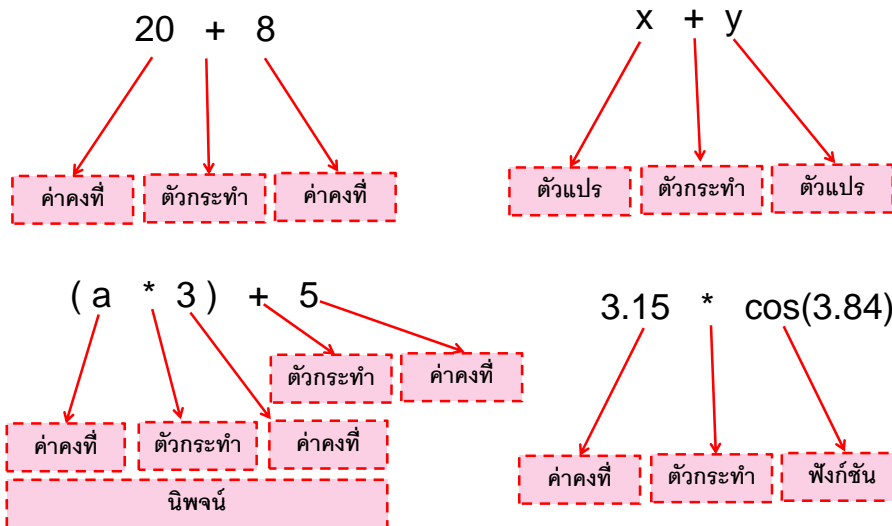 20 + 8
ค่าคงที่ ตัวกระทำ ค่าคงที่
x + y
ตัวแปร ตัวกระทำ ตัวแปร
( a * 3 ) + 5
ตัวกระทำ ค่าคงที่
ค่าคงที่ ตัวกระทำ ค่าคงที่
นิพจน์
3.15 * cos(3.84)
ค่าคงที่ ตัวกระทำ ฟังก์ชัน